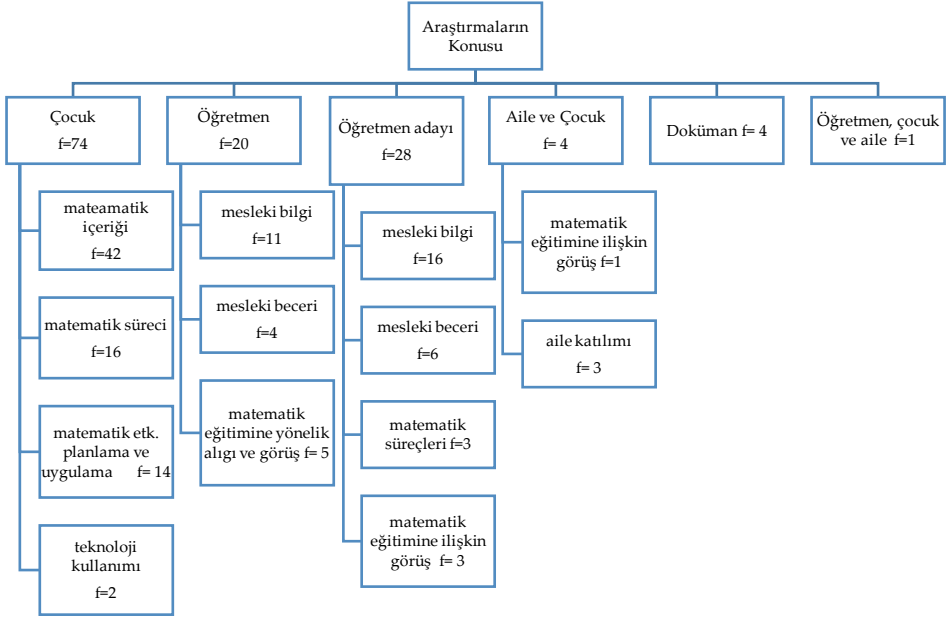 Araştırmaların
Konusu
Çocuk
f=74
mateamatik
içeriği
f=42
matematik süreci
f=16
matematik etk.
planlama ve
uygulama f= 14
teknoloji
kullanımı
f=2
Öğretmen
f=20
mesleki bilgi
f=11
mesleki beceri
f=4
matematik
eğitimine yönelik
alıgı ve görüş f= 5
Öğretmen adayı
f=28
mesleki bilgi
f=16
mesleki beceri
f=6
matematik
süreçleri f=3
matematik
eğitimine ilişkin
görüş f= 3
Aile ve Çocuk
f= 4
matematik
eğitimine ilişkin
görüş f=1
aile katılımı
f= 3
Doküman f= 4
Öğretmen, çocuk
ve aile f=1